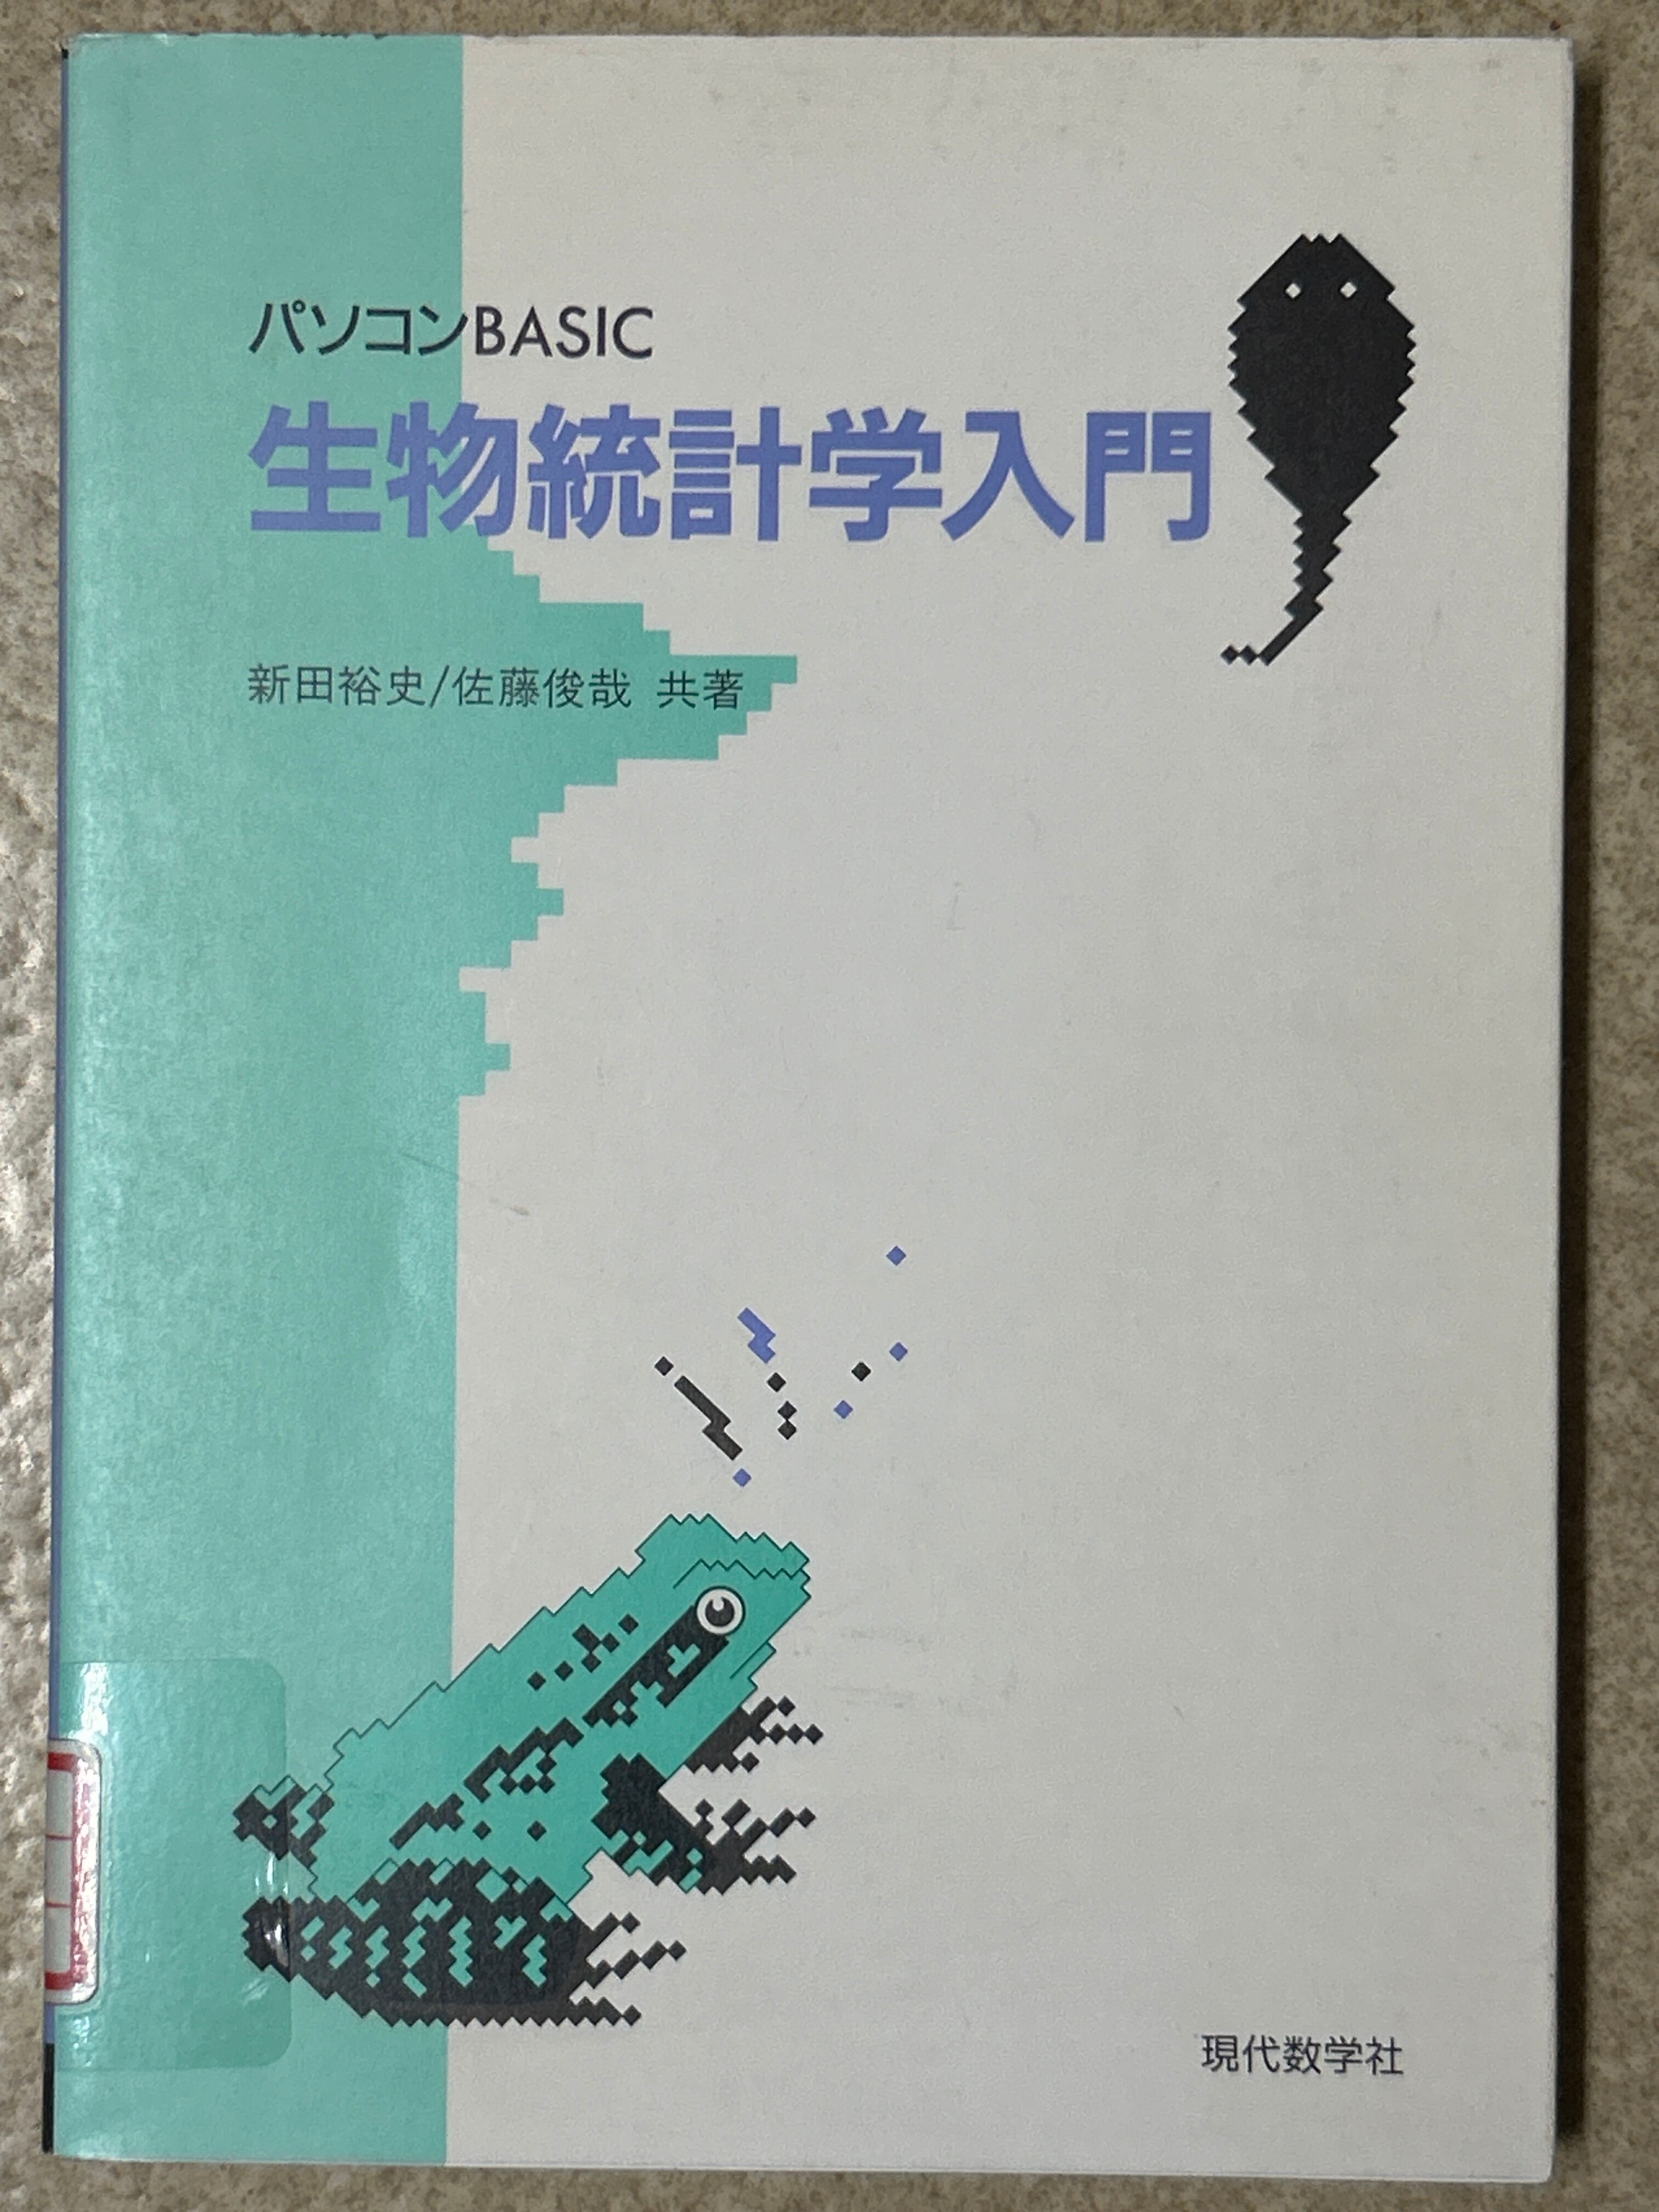 パソコンBASIC
生物統計学入門
新田裕史/佐藤俊哉 共著
現代数学社